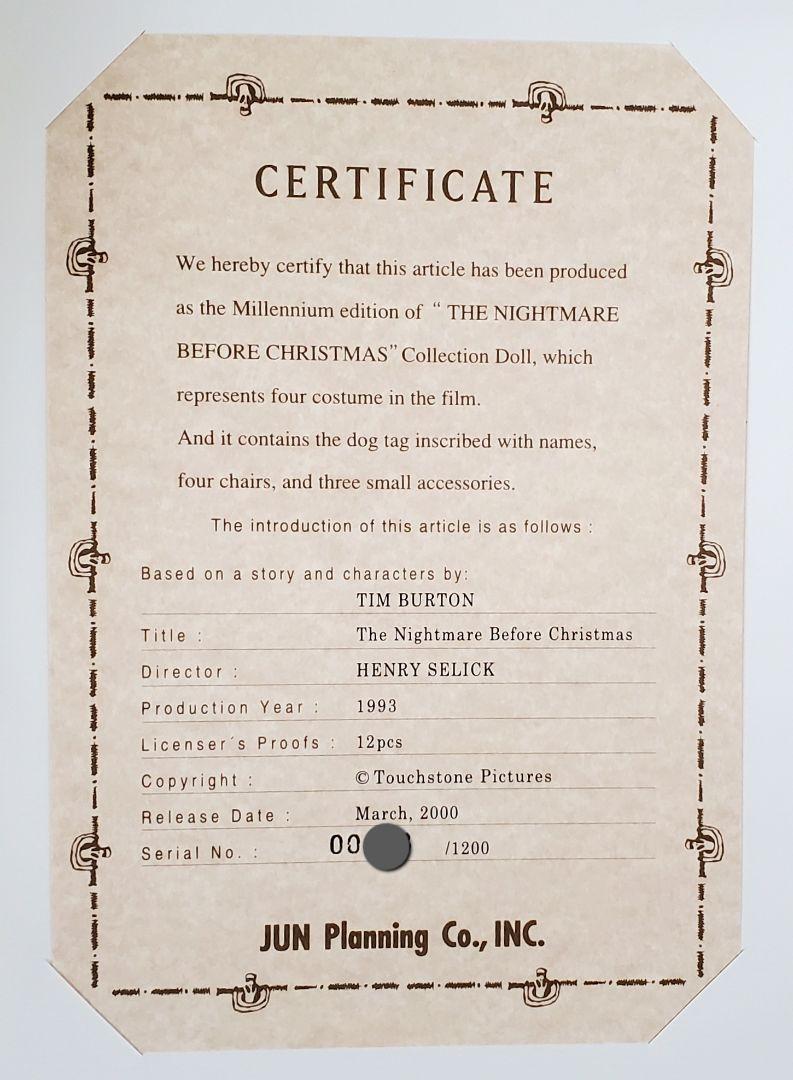 CERTIFICATE
We hereby certify that this article has been produced
as the Millennium edition of “ THE NIGHTMARE
BEFORE CHRISTMAS” Collection Doll, which
represents four costume in the film.
And it contains the dog tag inscribed with names,
four chairs, and three small accessories.
The introduction of this article is as follows :
Based on a story and characters by:
TIM BURTON
Title : The Nightmare Before Christmas
Director : HENRY SELICK
Production Year : 1993
Licenser´s Proofs : 12pcs
Copyright : ©Touchstone Pictures
Release Date : March, 2000
Serial No. : 00 /1200
JUN Planning Co., INC.